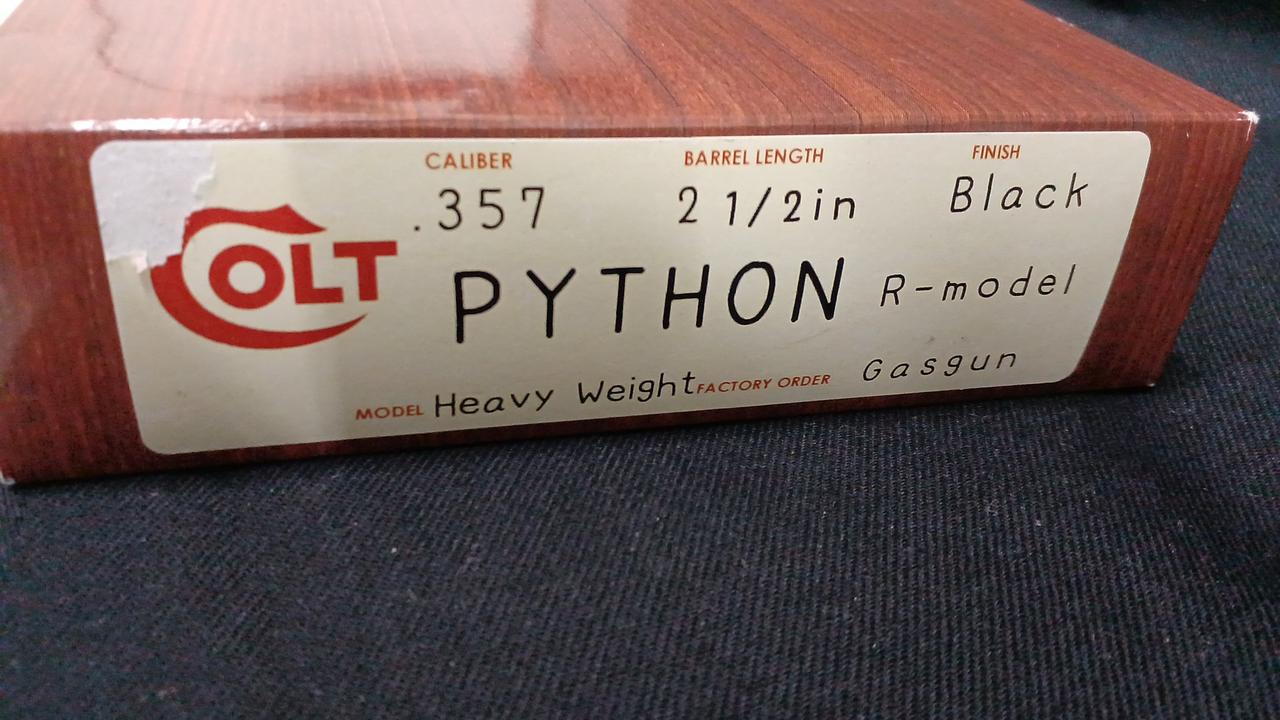 CALIBER BARREL LENGTH FINISH
.357 2 1/2in Black
COLT PYTHON R-model
MODEL Heavy Weight FACTORY ORDER Gasgun